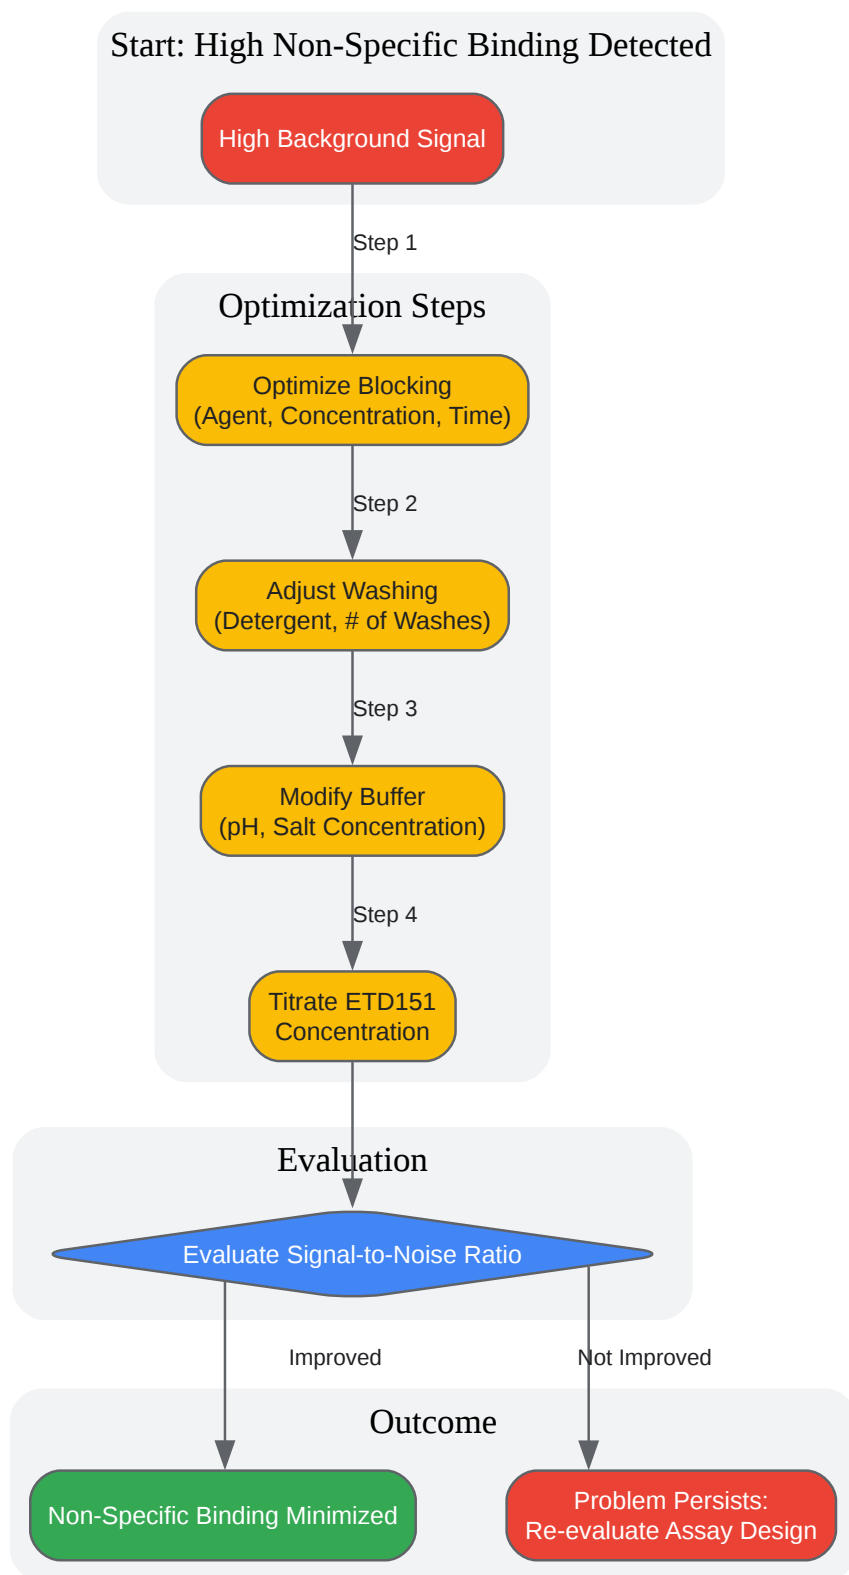 Start: High Non-Specific Binding Detected
High Background Signal
Step 1
Optimization Steps
Optimize Blocking
(Agent, Concentration, Time)
Step 2
Adjust Washing
(Detergent, # of Washes)
Step 3
Modify Buffer
(pH, Salt Concentration)
Step 4
Titrate ETD151
Concentration
Evaluation
Evaluate Signal-to-Noise Ratio
Improved
Not Improved
Outcome
Non-Specific Binding Minimized
Problem Persists:
Re-evaluate Assay Design